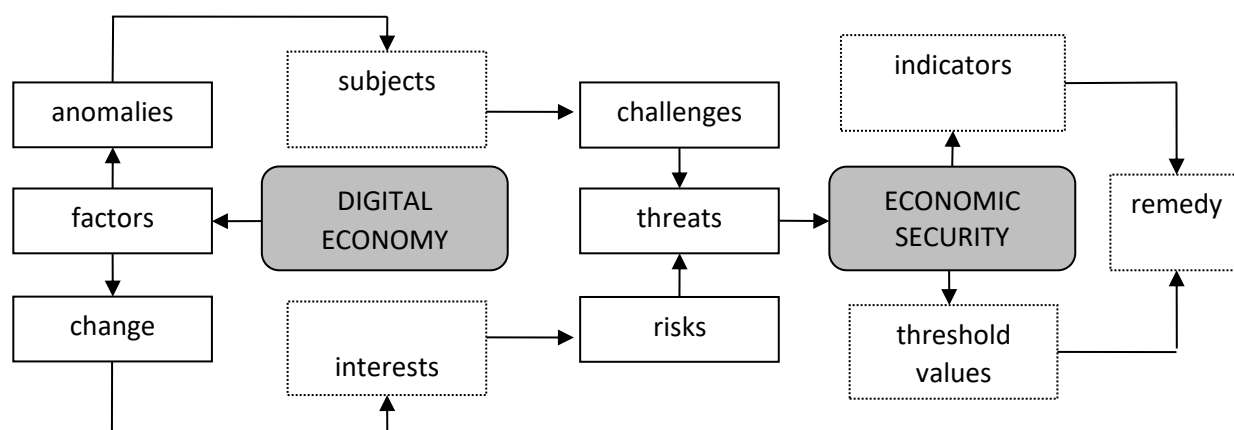 indicators
subjects
anomalies
challenges
factors
DIGITAL
ECONOMY
threats
ECONOMIC
SECURITY
remedy
change
interests
risks
threshold
values